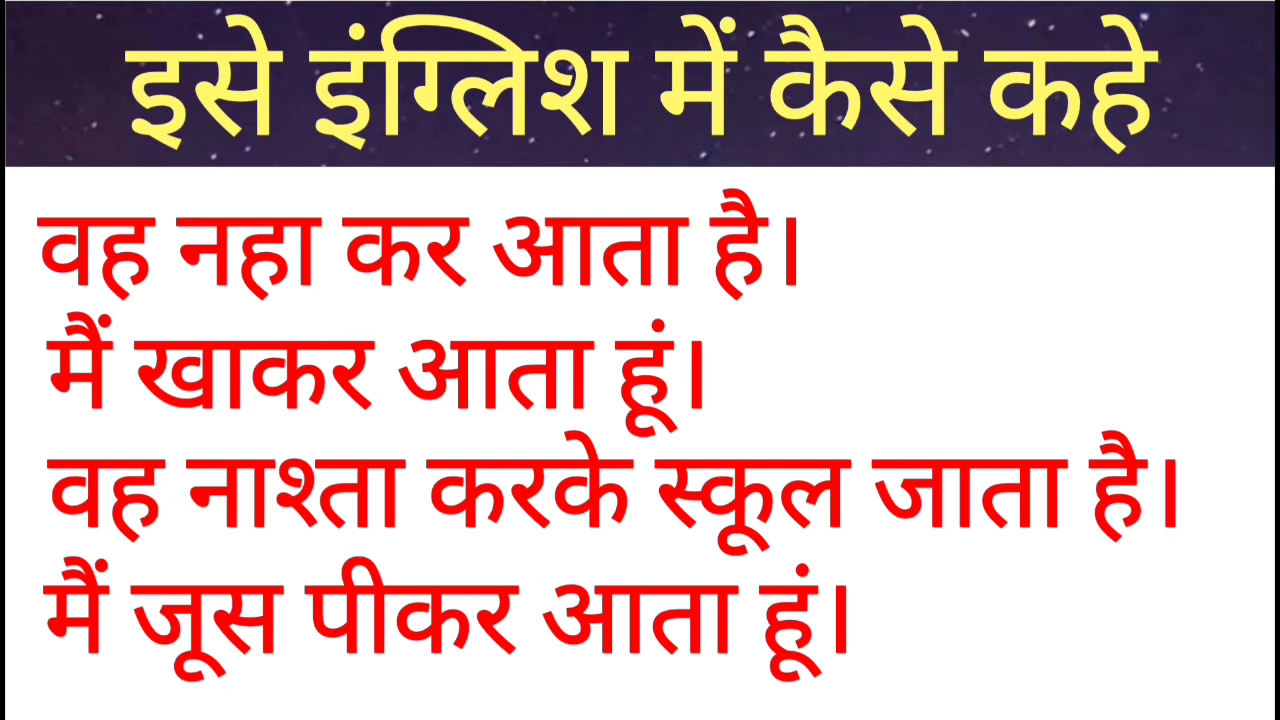 इसे इंग्लिश में कैसे कहे
वह नहा कर आता है।
मैं खाकर आता हूं।
वह नाश्ता करके स्कूल जाता है।
मैं जूस पीकर आता हूं।